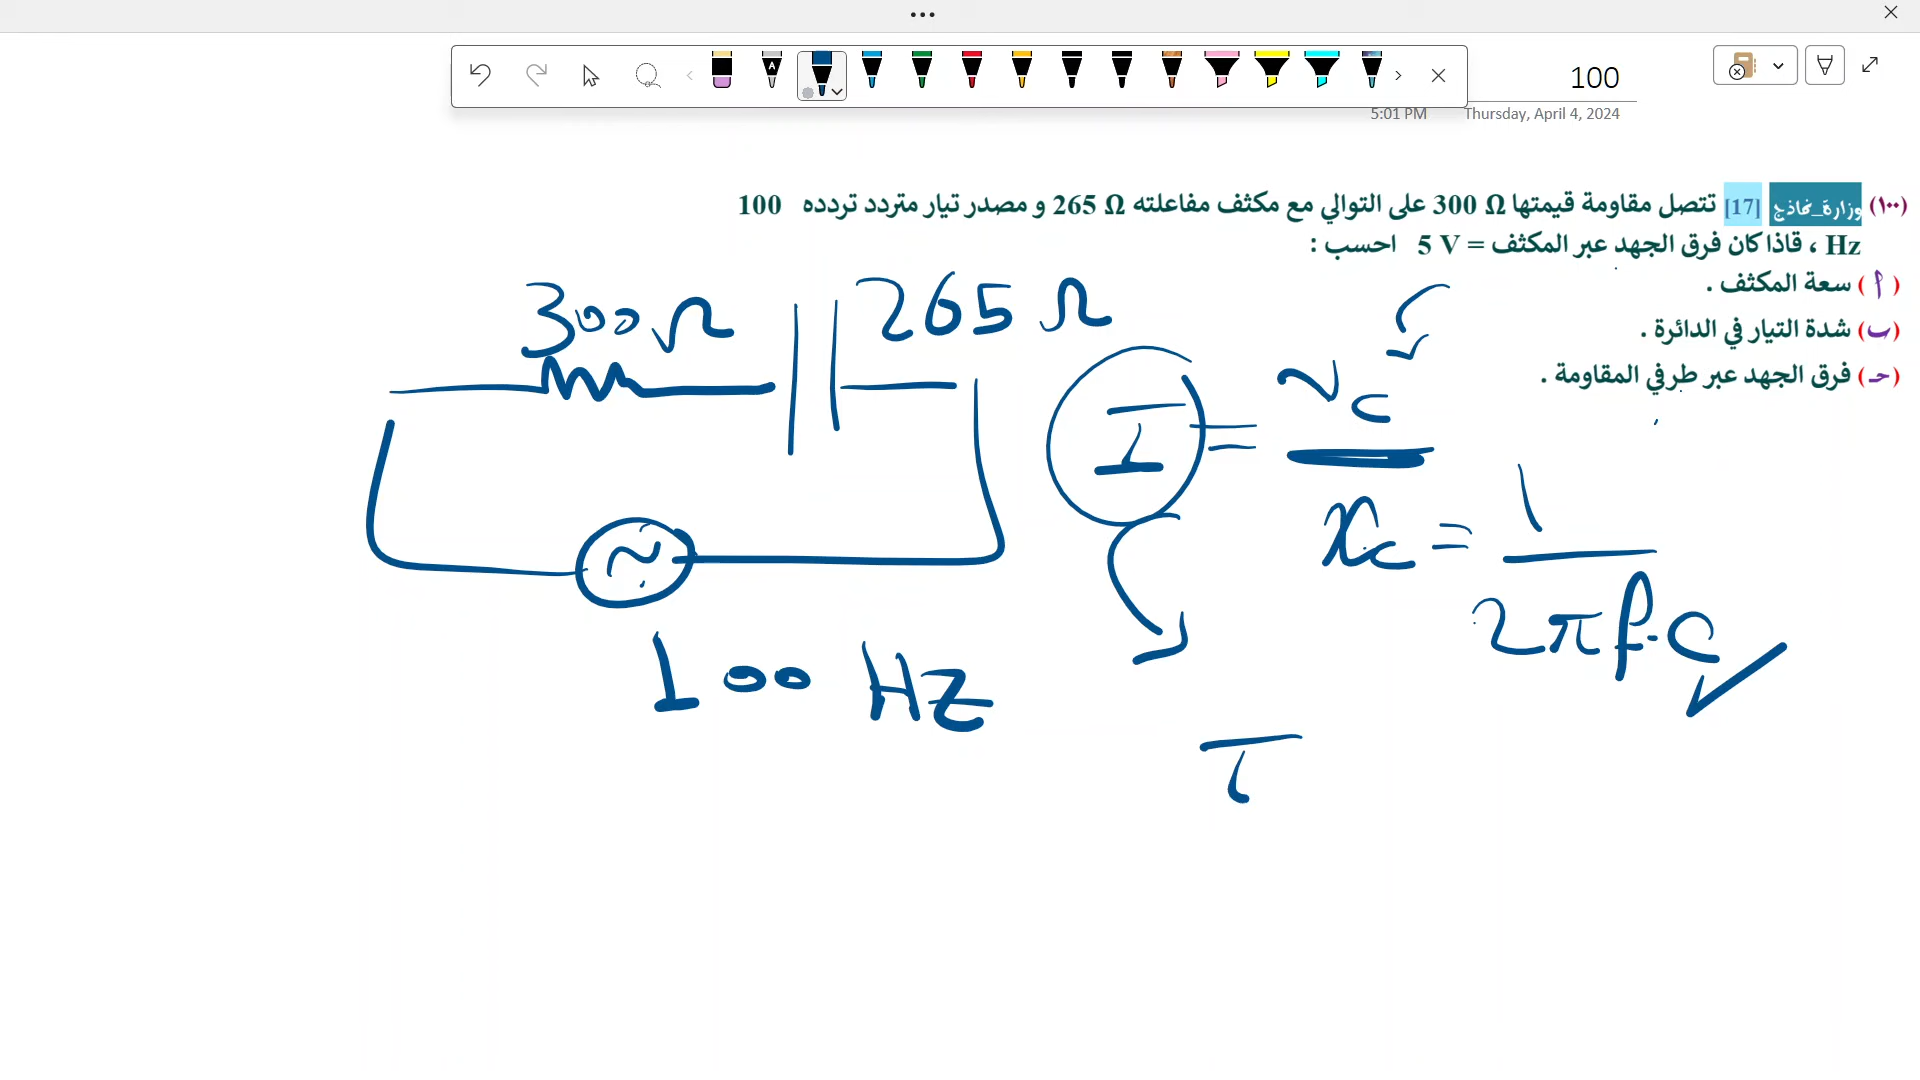 100
5:01 PM Thursday, April 4, 2024
(١٠٠) وزارة_نماذج [17] تتصل مقاومة قيمتها 300 Ω على التوالي مع مكثف مفاعلته 265 Ω و مصدر تيار متردد تردده 100
Hz ، فاذا كان فرق الجهد عبر المكثف = 5 V احسب :
( أ ) سعة المكثف .
(ب) شدة التيار في الدائرة .
(حـ) فرق الجهد عبر طرفي المقاومة .
300 Ω 265 Ω
I = Vc
Xc = 1
2πf.C
~
100 Hz